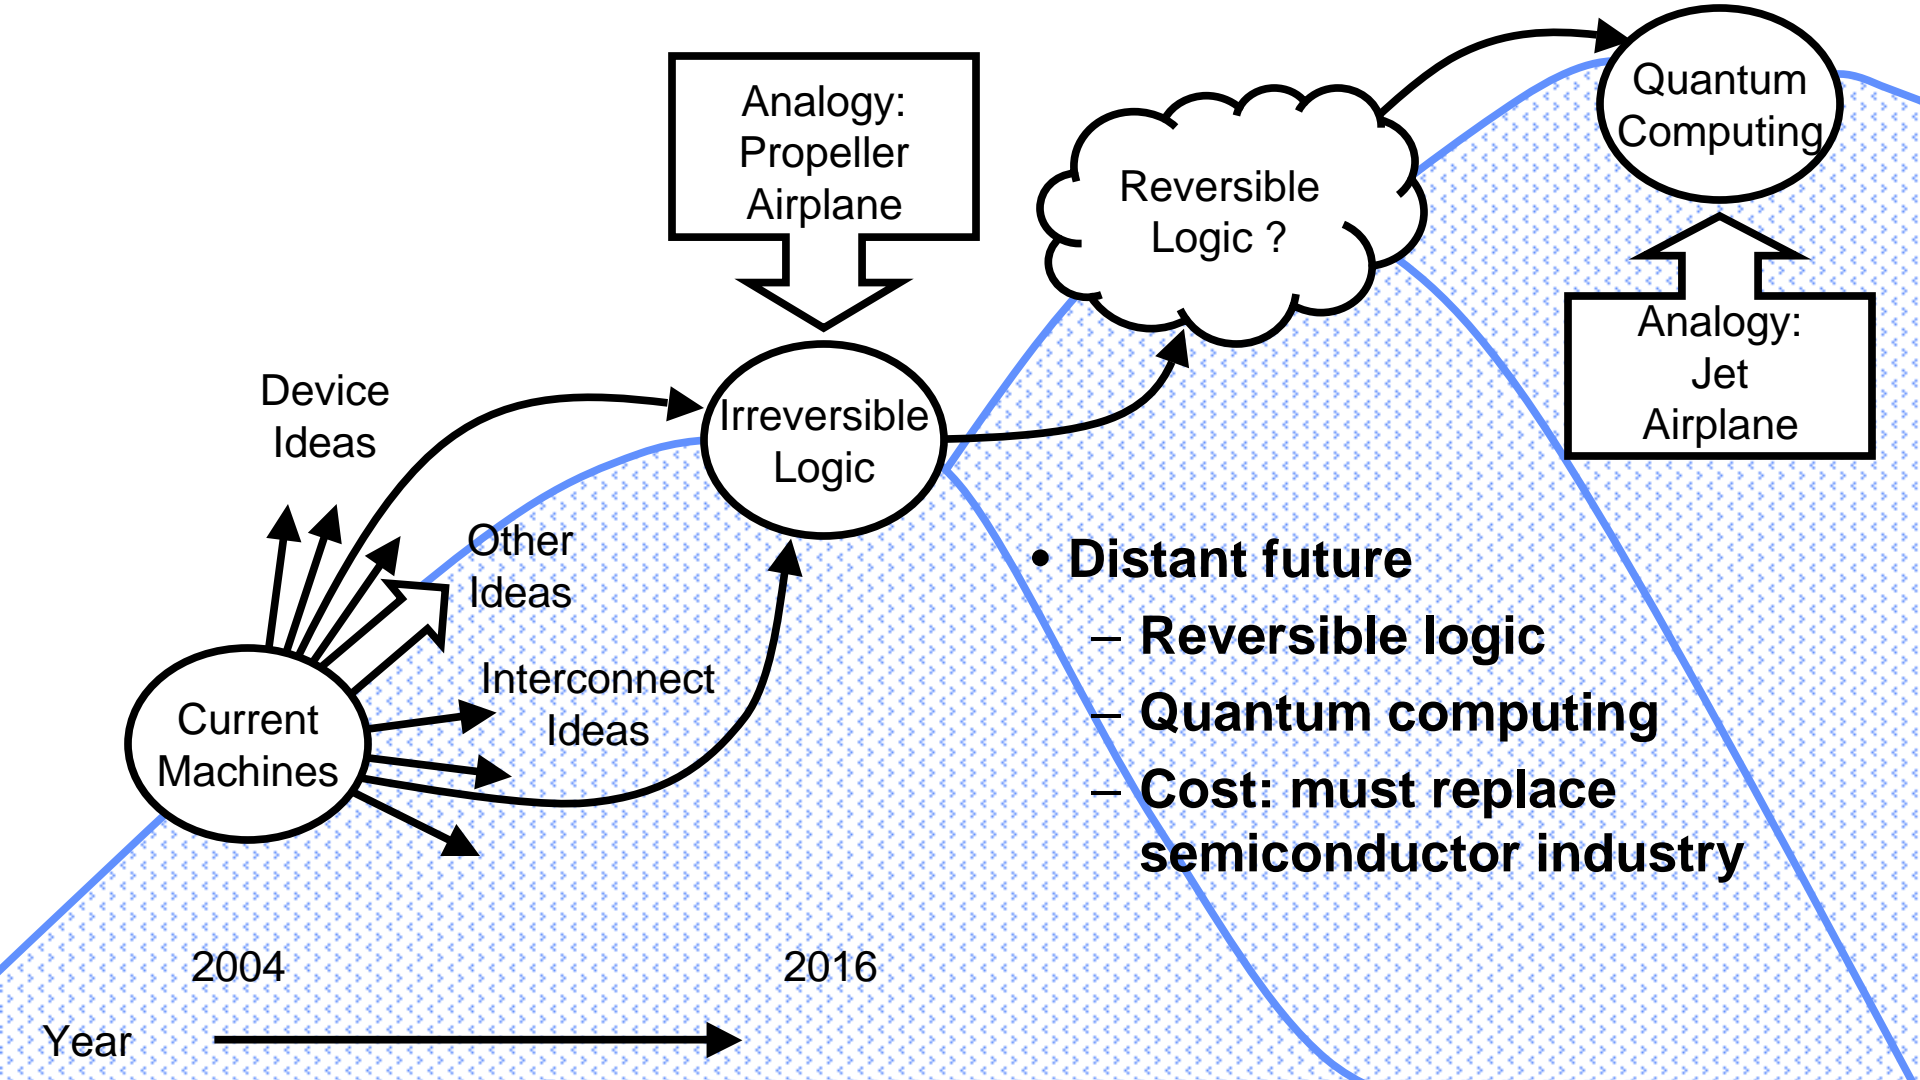 Analogy:
Propeller
Airplane
Reversible
Logic ?
Quantum
Computing
Analogy:
Jet
Airplane
Device
Ideas
Irreversible
Logic
Other
Ideas
Interconnect
Ideas
Current
Machines
• Distant future
– Reversible logic
– Quantum computing
– Cost: must replace
semiconductor industry
2004
2016
Year